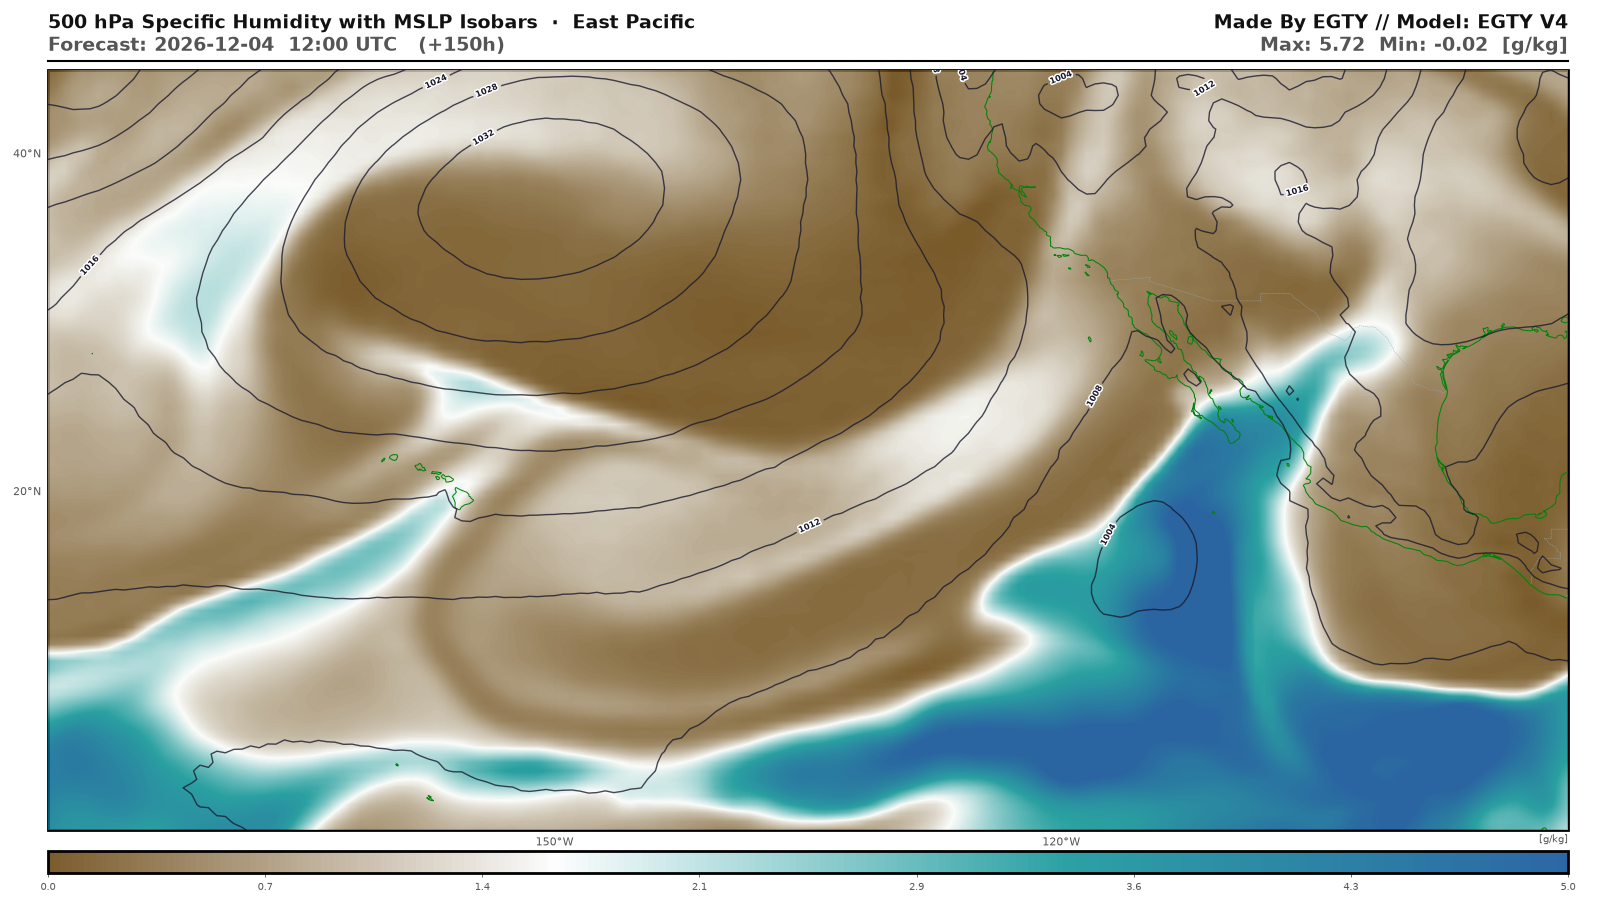 500 hPa Specific Humidity with MSLP Isobars · East Pacific
Made By EGTY // Model: EGTY V4
Forecast: 2026-12-04 12:00 UTC (+150h)
Max: 5.72 Min: -0.02 [g/kg]
1024
1028
1032
1004
1012
1016
1016
1008
1012
1004
40°N
20°N
150°W
120°W
[g/kg]
0.0 0.7 1.4 2.1 2.9 3.6 4.3 5.0